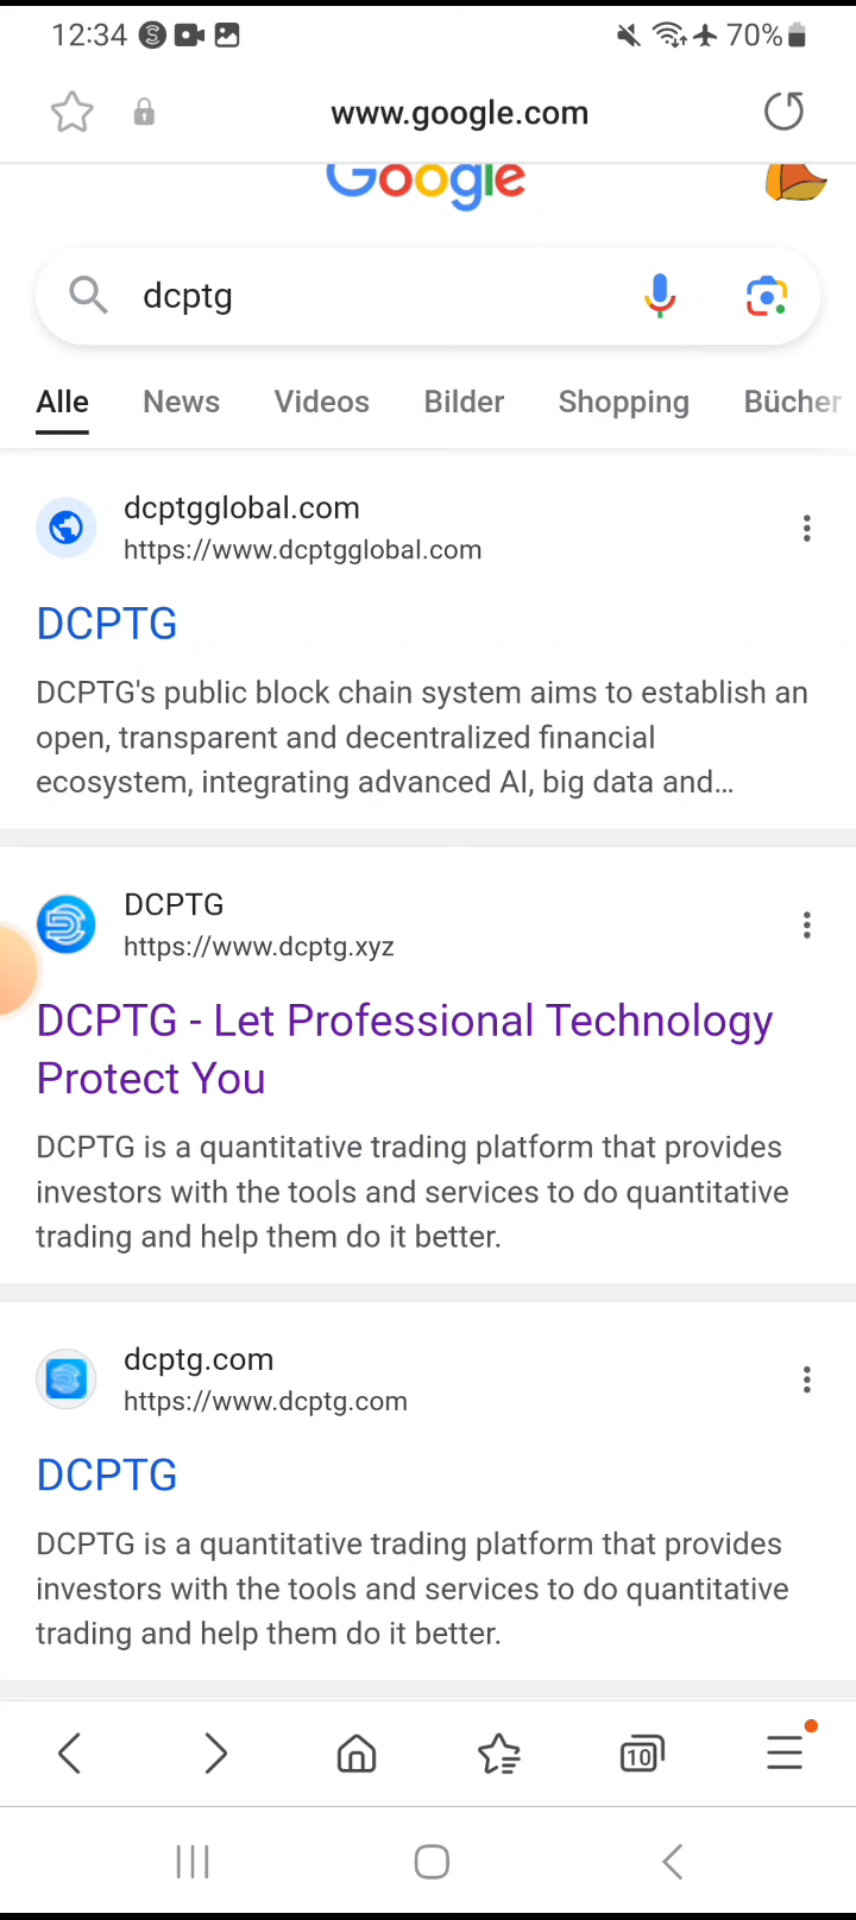 12:34
70%
www.google.com
Google
dcptg
Alle News Videos Bilder Shopping Bücher
dcptgglobal.com
https://www.dcptgglobal.com
DCPTG
DCPTG's public block chain system aims to establish an
open, transparent and decentralized financial
ecosystem, integrating advanced AI, big data and...
DCPTG
https://www.dcptg.xyz
DCPTG - Let Professional Technology
Protect You
DCPTG is a quantitative trading platform that provides
investors with the tools and services to do quantitative
trading and help them do it better.
dcptg.com
https://www.dcptg.com
DCPTG
DCPTG is a quantitative trading platform that provides
investors with the tools and services to do quantitative
trading and help them do it better.
10